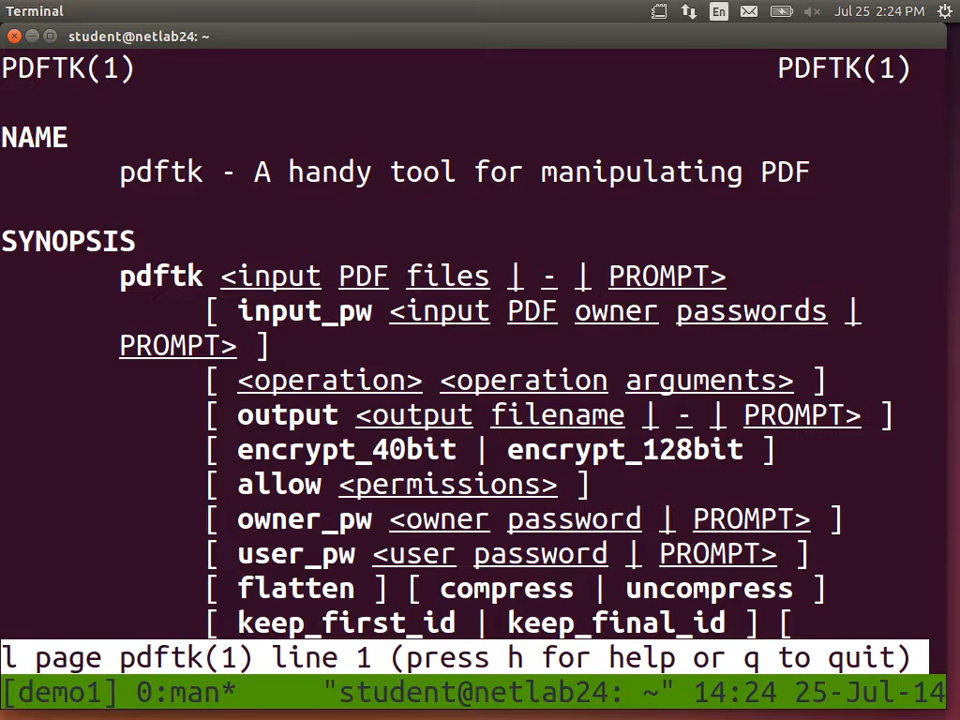 Terminal En Jul 25 2:24 PM
student@netlab24: ~
PDFTK(1) PDFTK(1)
NAME
pdftk - A handy tool for manipulating PDF
SYNOPSIS
pdftk <input PDF files | - | PROMPT>
[ input_pw <input PDF owner passwords |
PROMPT> ]
[ <operation> <operation arguments> ]
[ output <output filename | - | PROMPT> ]
[ encrypt_40bit | encrypt_128bit ]
[ allow <permissions> ]
[ owner_pw <owner password | PROMPT> ]
[ user_pw <user password | PROMPT> ]
[ flatten ] [ compress | uncompress ]
[ keep_first_id | keep_final_id ] [
l page pdftk(1) line 1 (press h for help or q to quit)
[demo1] 0:man* "student@netlab24: ~" 14:24 25-Jul-14